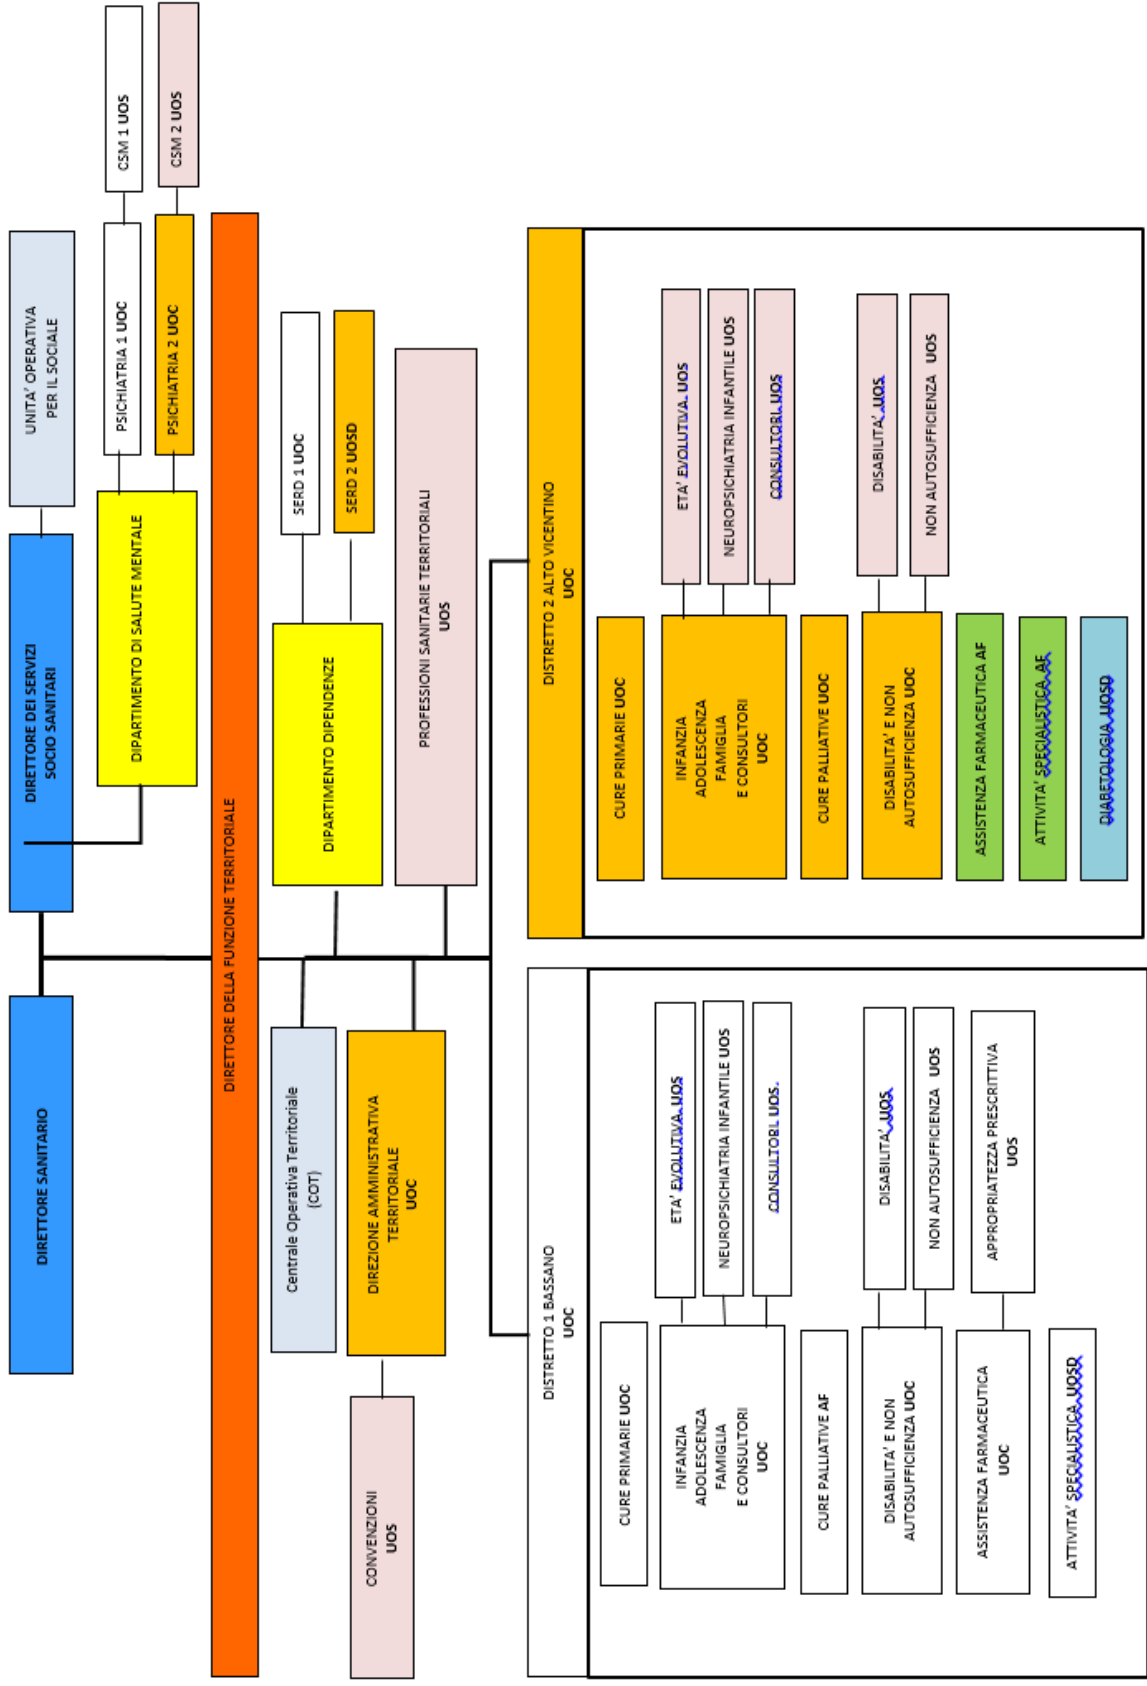 DIRETTORE SANITARIO
DIRETTORE DEI SERVIZI
SOCIO SANITARI
UNITA' OPERATIVA
PER IL SOCIALE
DIPARTIMENTO DI SALUTE MENTALE
PSICHIATRIA 1 UOC
CSM 1 UOS
PSICHIATRIA 2 UOC
CSM 2 UOS
DIRETTORE DELLA FUNZIONE TERRITORIALE
Centrale Operativa Territoriale
(COT)
DIPARTIMENTO DIPENDENZE
SERD 1 UOC
SERD 2 UOSD
CONVENZIONI
UOS
DIREZIONE AMMINISTRATIVA
TERRITORIALE
UOC
PROFESSIONI SANITARIE TERRITORIALI
UOS
DISTRETTO 1 BASSANO
UOC
CURE PRIMARIE UOC
INFANZIA
ADOLESCENZA
FAMIGLIA
E CONSULTORI
UOC
ETA' EVOLUTIVA UOS
NEUROPSICHIATRIA INFANTILE UOS
CONSULTORI UOS
CURE PALLIATIVE AF
DISABILITA' E NON
AUTOSUFFICIENZA UOC
DISABILITA' UOS
NON AUTOSUFFICIENZA UOS
ASSISTENZA FARMACEUTICA
UOC
APPROPRIATEZZA PRESCRITTIVA
UOS
ATTIVITA' SPECIALISTICA UOSD
DISTRETTO 2 ALTO VICENTINO
UOC
CURE PRIMARIE UOC
INFANZIA
ADOLESCENZA
FAMIGLIA
E CONSULTORI
UOC
ETA' EVOLUTIVA UOS
NEUROPSICHIATRIA INFANTILE UOS
CONSULTORI UOS
CURE PALLIATIVE UOC
DISABILITA' E NON
AUTOSUFFICIENZA UOC
DISABILITA' UOS
NON AUTOSUFFICIENZA UOS
ASSISTENZA FARMACEUTICA AF
ATTIVITA' SPECIALISTICA AF
DIABETOLOGIA UOSD